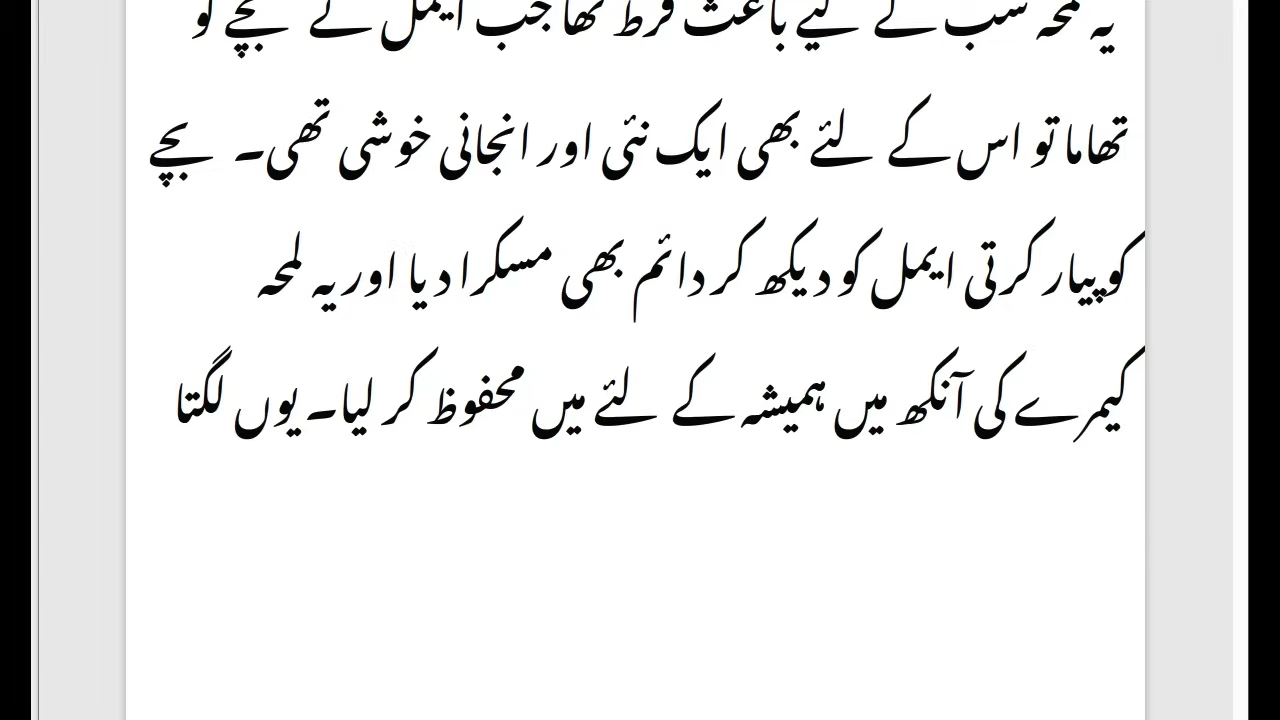 یہ لمحہ سب کے لیے باعث فرط تھا جب ایمل نے بچے کو
تھاما تو اس کے لئے بھی ایک نئی اور انجانی خوشی تھی۔ بچے
کو پیار کرتی ایمل کو دیکھ کر دائم بھی مسکرا دیا اور یہ لمحہ
کیمرے کی آنکھ میں ہمیشہ کے لئے میں محفوظ کر لیا۔ یوں لگتا